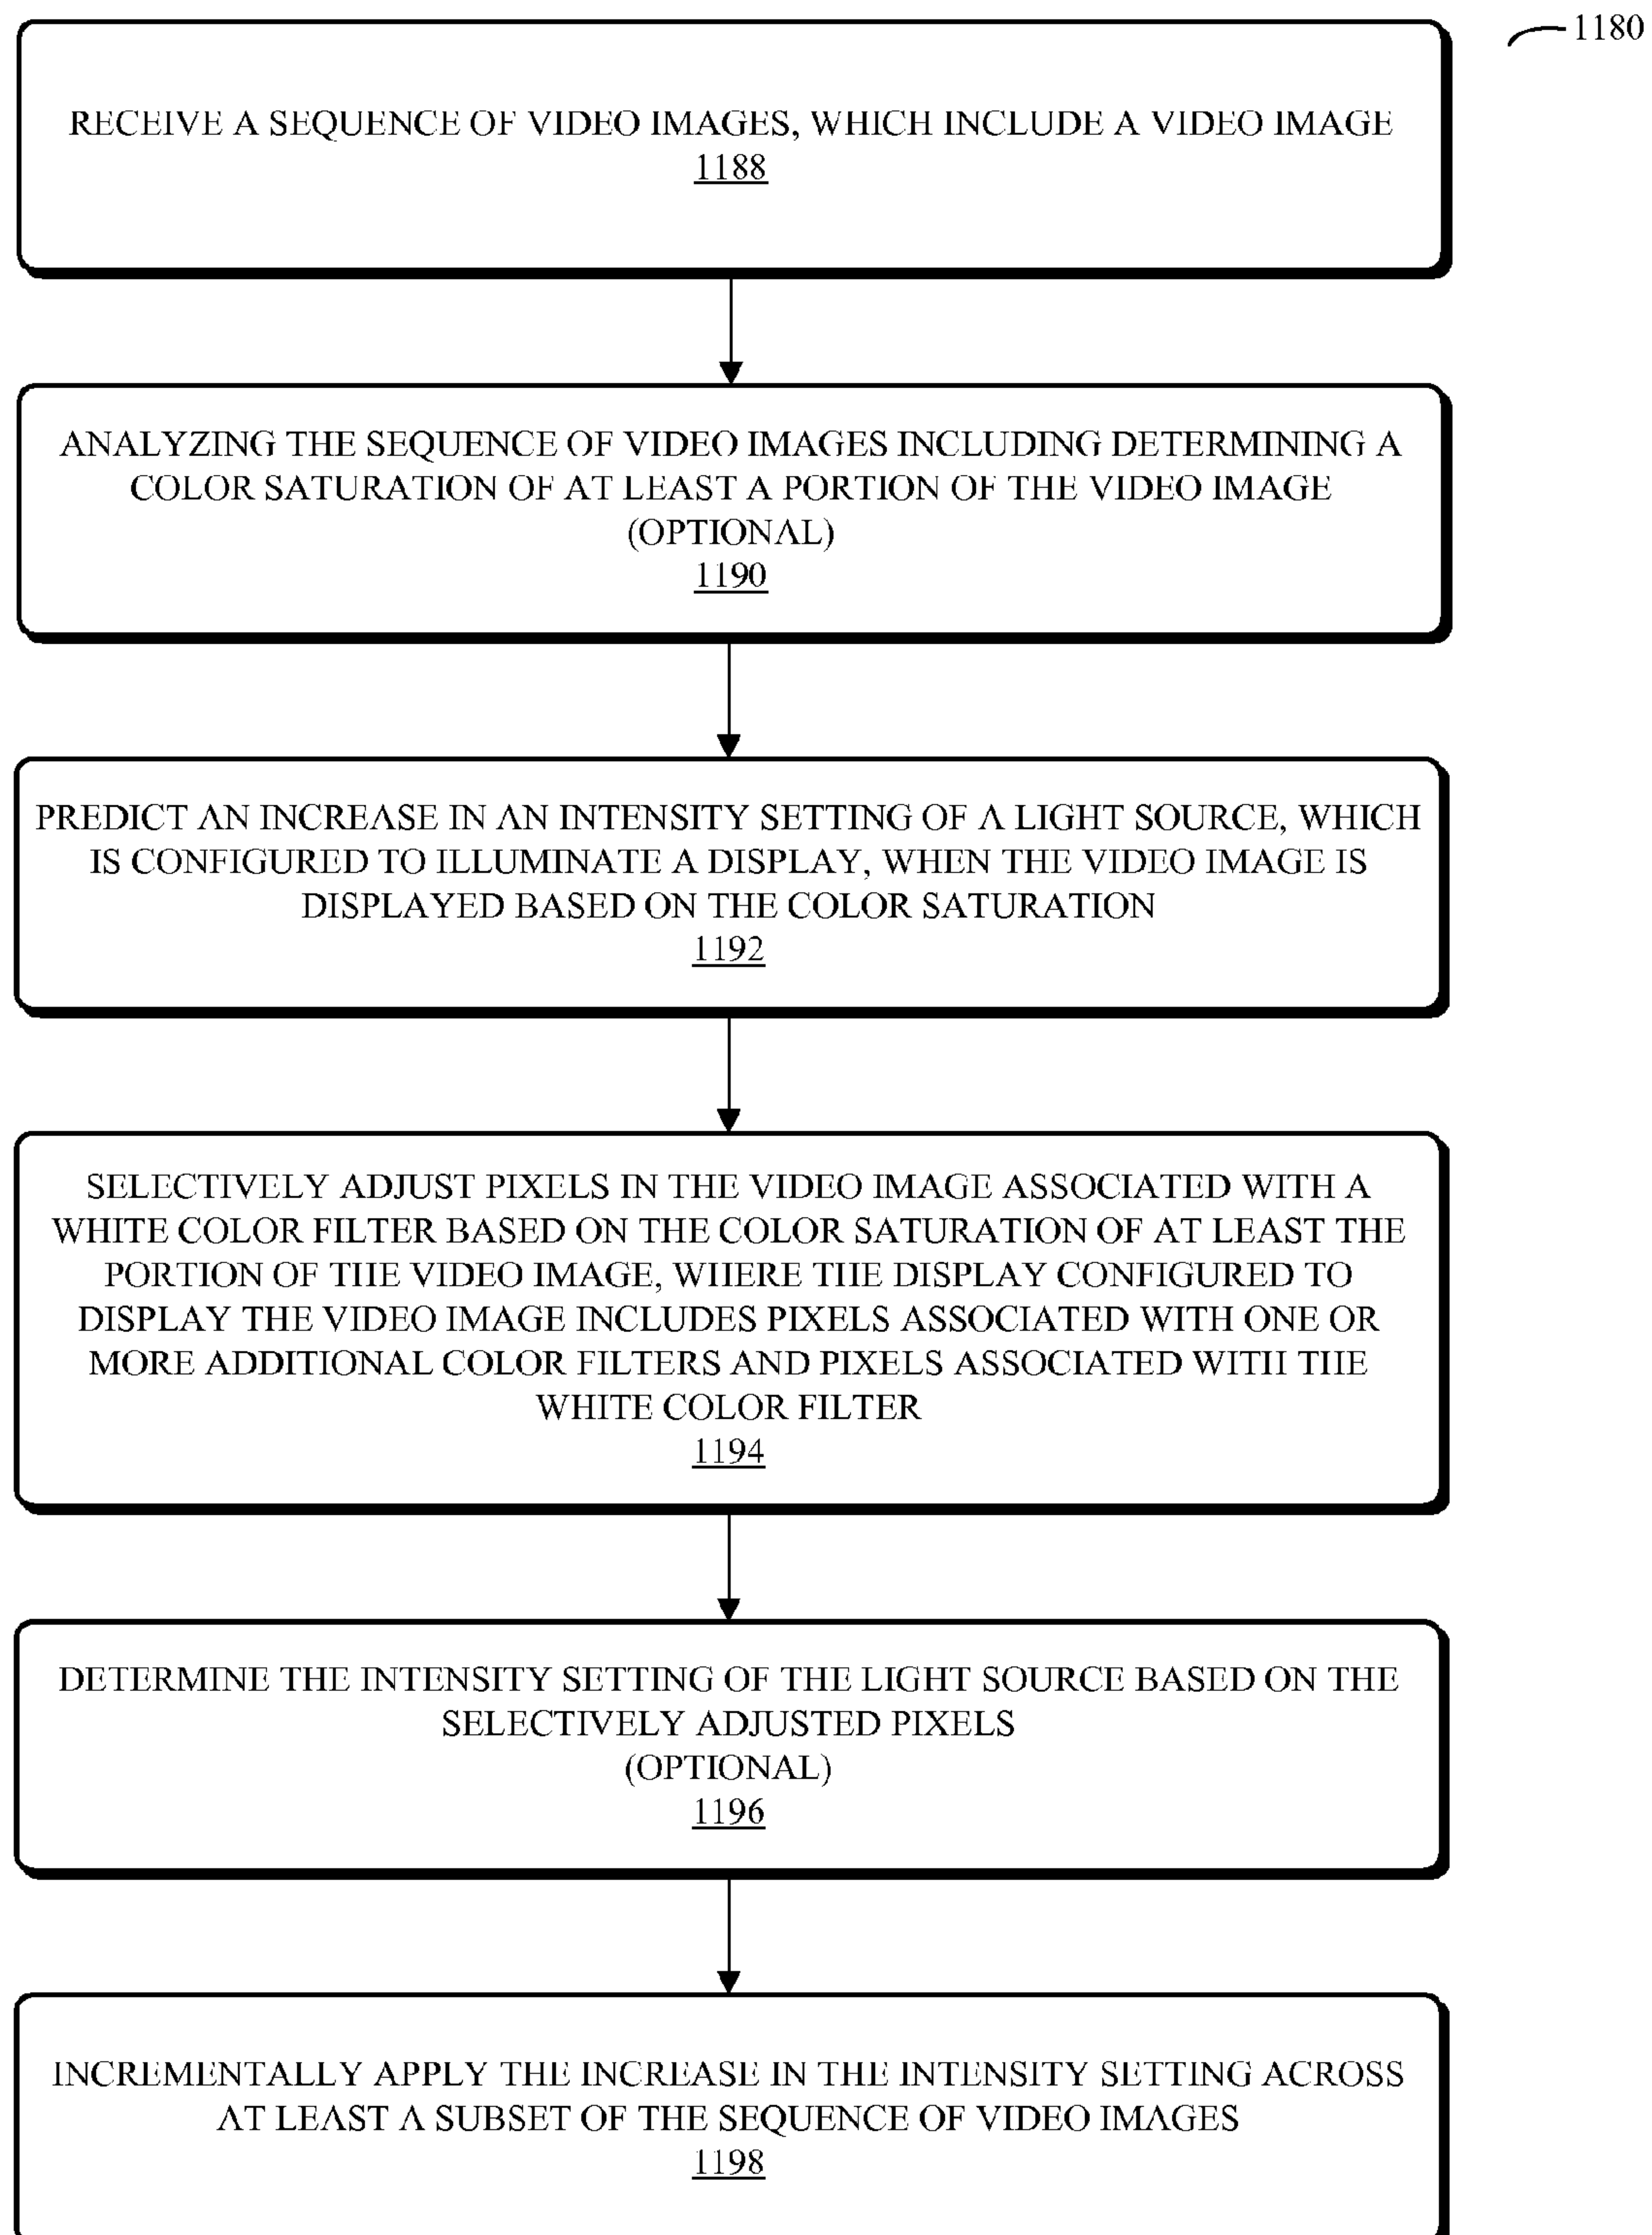 1180
RECEIVE A SEQUENCE OF VIDEO IMAGES, WHICH INCLUDE A VIDEO IMAGE
1188
ANALYZING THE SEQUENCE OF VIDEO IMAGES INCLUDING DETERMINING A
COLOR SATURATION OF AT LEAST A PORTION OF THE VIDEO IMAGE
(OPTIONAL)
1190
PREDICT AN INCREASE IN AN INTENSITY SETTING OF A LIGHT SOURCE, WHICH
IS CONFIGURED TO ILLUMINATE A DISPLAY, WHEN THE VIDEO IMAGE IS
DISPLAYED BASED ON THE COLOR SATURATION
1192
SELECTIVELY ADJUST PIXELS IN THE VIDEO IMAGE ASSOCIATED WITH A
WHITE COLOR FILTER BASED ON THE COLOR SATURATION OF AT LEAST THE
PORTION OF THE VIDEO IMAGE, WHERE THE DISPLAY CONFIGURED TO
DISPLAY THE VIDEO IMAGE INCLUDES PIXELS ASSOCIATED WITH ONE OR
MORE ADDITIONAL COLOR FILTERS AND PIXELS ASSOCIATED WITH THE
WHITE COLOR FILTER
1194
DETERMINE THE INTENSITY SETTING OF THE LIGHT SOURCE BASED ON THE
SELECTIVELY ADJUSTED PIXELS
(OPTIONAL)
1196
INCREMENTALLY APPLY THE INCREASE IN THE INTENSITY SETTING ACROSS
AT LEAST A SUBSET OF THE SEQUENCE OF VIDEO IMAGES
1198